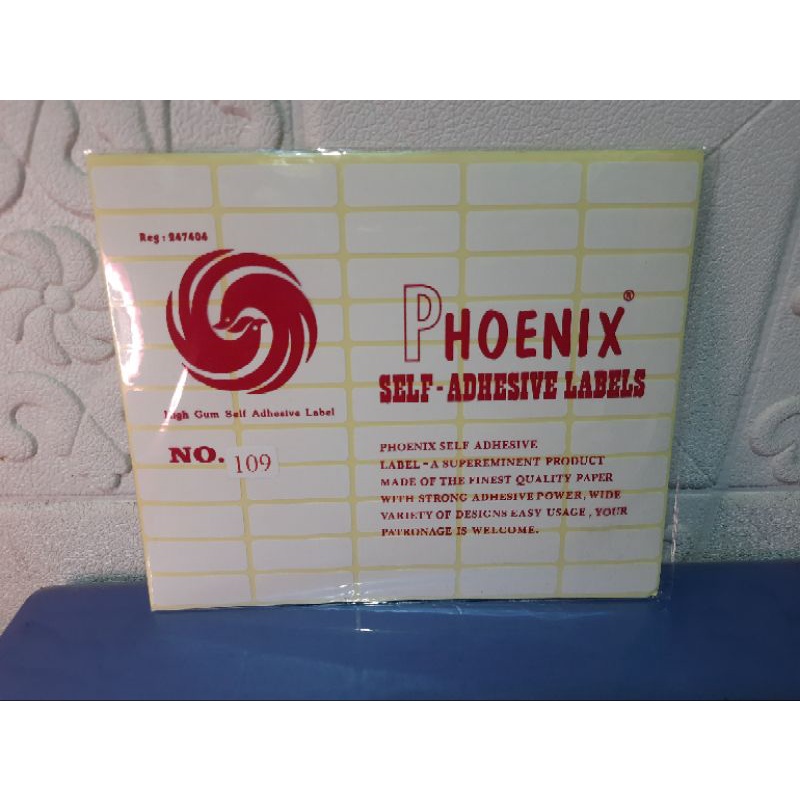 Reg : 247404
PHOENIX®
SELF-ADHESIVE LABELS
High Gum Self Adhesive Label
NO. 109
PHOENIX SELF ADHESIVE
LABEL-A SUPEREMINENT PRODUCT
MADE OF THE FINEST QUALITY PAPER
WITH STRONG ADHESIVE POWER, WIDE
VARIETY OF DESIGNS EASY USAGE, YOUR
PATRONAGE IS WELCOME.